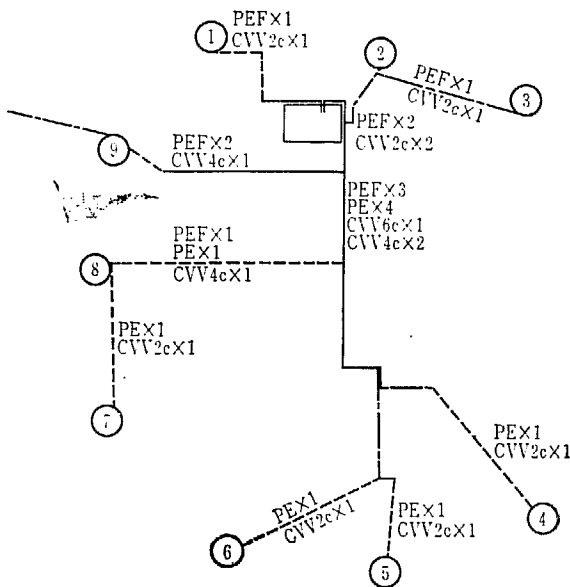 1
PEF×1
CVV2c×1
2
PEF×1
CVV2c×1
3
PEF×2
CVV2c×2
9
PEF×2
CVV4c×1
PEF×3
PE×4
CVV6c×1
CVV4c×2
PEF×1
PE×1
CVV4c×1
8
PE×1
CVV2c×1
7
PE×1
CVV2c×1
4
PE×1
CVV2c×1
6
PE×1
CVV2c×1
5